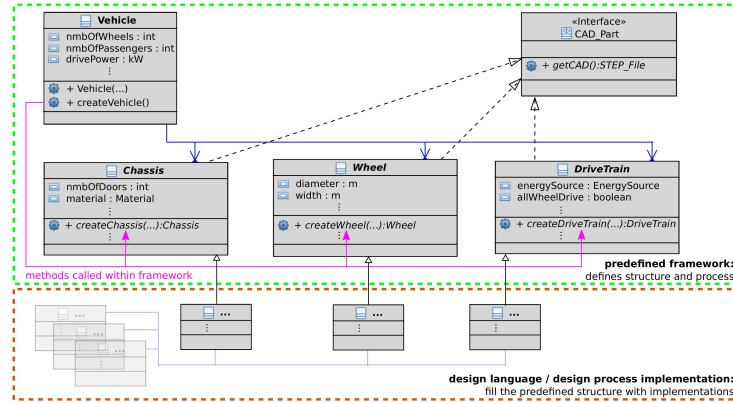 Vehicle
nmbOfWheels : int
nmbOfPassengers : int
drivePower : kW
⋮
+ Vehicle(...)
+ createVehicle()
«Interface»
CAD_Part
+ getCAD():STEP_File
Chassis
nmbOfDoors : int
material : Material
⋮
+ createChassis(...):Chassis
⋮
Wheel
diameter : m
width : m
⋮
+ createWheel(...):Wheel
⋮
DriveTrain
energySource : EnergySource
allWheelDrive : boolean
⋮
+ createDriveTrain(...):DriveTrain
⋮
methods called within framework
predefined framework:
defines structure and process
...
⋮
...
⋮
...
⋮
...
⋮
...
⋮
...
⋮
design language / design process implementation:
fill the predefined structure with implementations